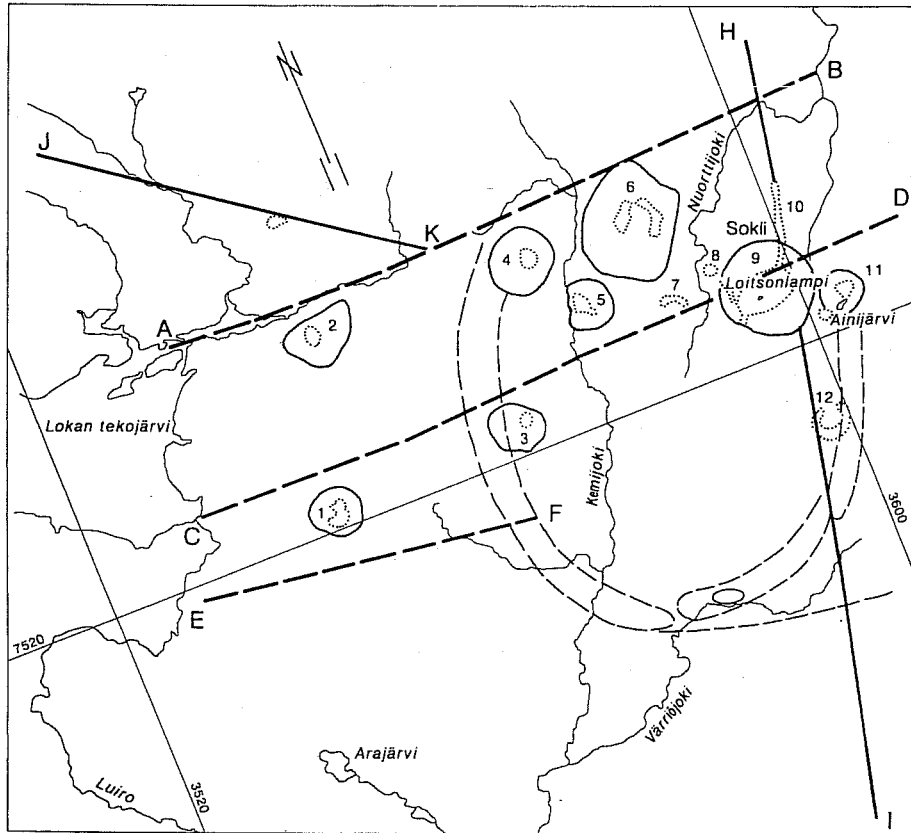 H
B
N
J
Nuorttijoki
6
10
D
Sokli
K
4
8
9
11
Loitsonlampi
5
7
Ainijärvi
A
2
Lokan tekojärvi
12
3
Kemijoki
1
F
C
3600
E
7520
Värriöjoki
Arajärvi
3520
Luiro
I